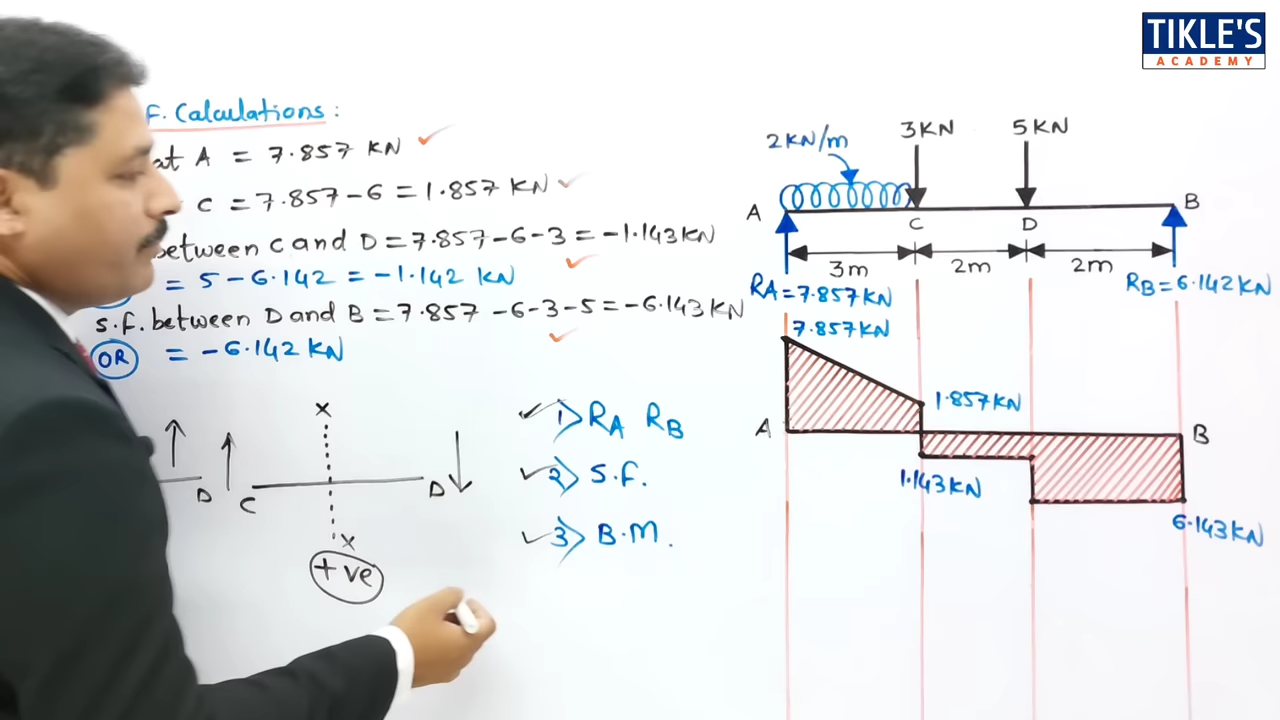 TIKLE'S
ACADEMY
F. Calculations :
at A = 7.857 KN ✓
C = 7.857-6 = 1.857 KN ✓
between C and D = 7.857-6-3 = -1.143 KN
= 5-6.142 = -1.142 KN ✓
S.F. between D and B = 7.857-6-3-5 = -6.143 KN
OR = -6.142 KN ✓
D
C
D
X
X
+ve
✓ 1> RA RB
✓ 2> S.F.
✓ 3> B.M.
2KN/m
3KN
5KN
A
C
D
B
3m
2m
2m
RA = 7.857KN
RB = 6.142KN
7.857KN
1.857KN
A
B
1.143KN
6.143KN